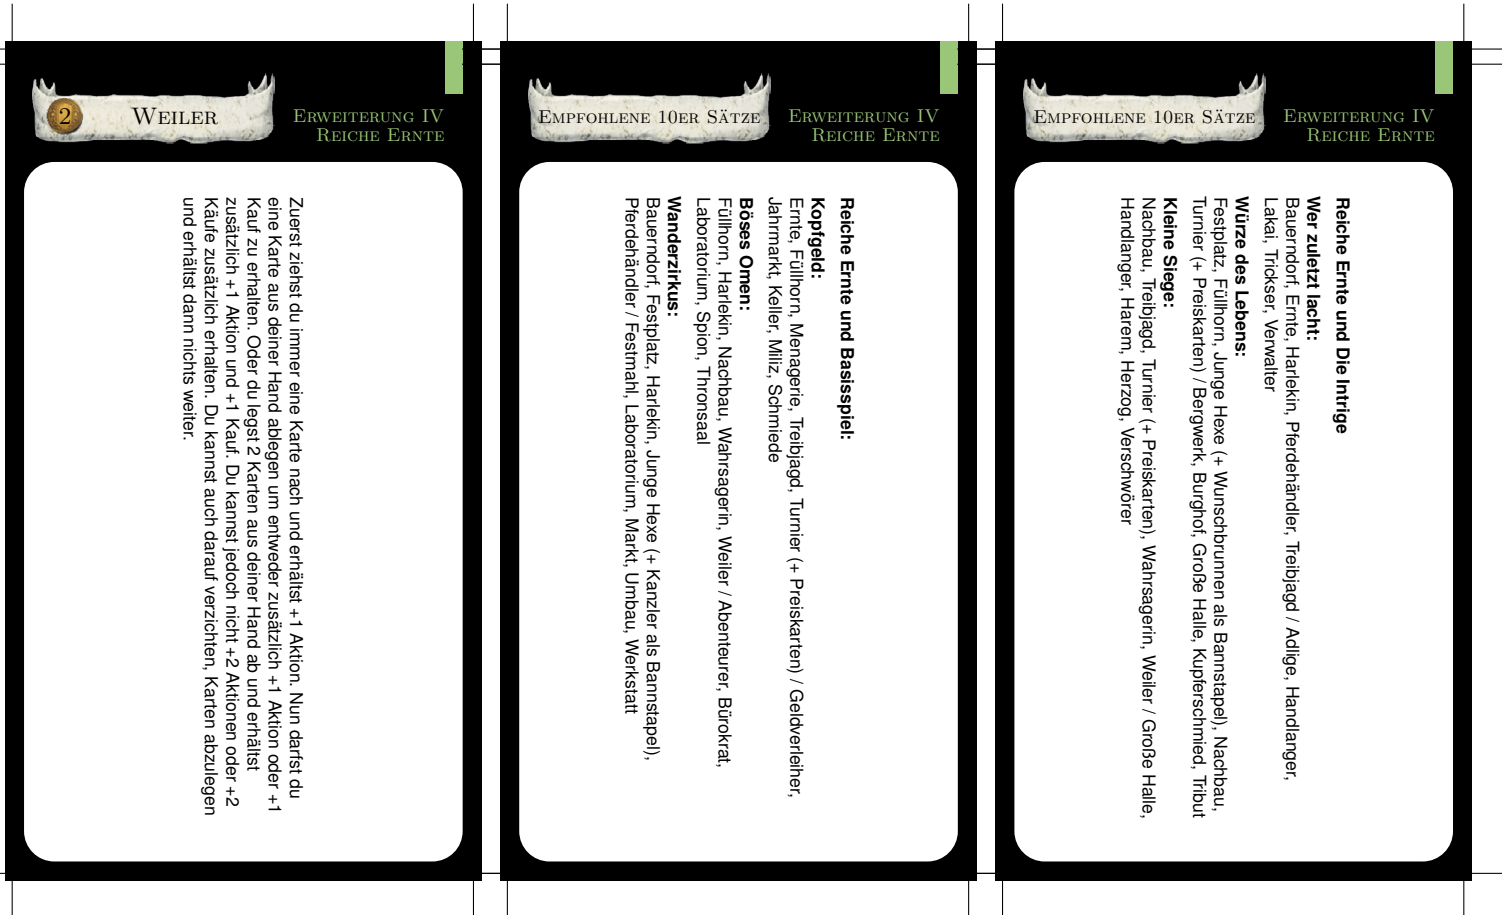 2
Weiler
Erweiterung IV
Reiche Ernte
Zuerst ziehst du immer eine Karte nach und erhältst +1 Aktion. Nun darfst du
eine Karte aus deiner Hand ablegen um entweder zusätzlich +1 Aktion oder +1
Kauf zu erhalten. Oder du legst 2 Karten aus deiner Hand ab und erhältst
zusätzlich +1 Aktion und +1 Kauf. Du kannst jedoch nicht +2 Aktionen oder +2
Käufe zusätzlich erhalten. Du kannst auch darauf verzichten, Karten abzulegen
und erhältst dann nichts weiter.
Empfohlene 10er Sätze
Erweiterung IV
Reiche Ernte
Reiche Ernte und Basisspiel:
Kopfgeld:
Ernte, Füllhorn, Menagerie, Treibjagd, Turnier (+ Preiskarten) / Geldverleiher,
Jahrmarkt, Keller, Miliz, Schmiede
Böses Omen:
Füllhorn, Harlekin, Nachbau, Wahrsagerin, Weiler / Abenteurer, Bürokrat,
Laboratorium, Spion, Thronsaal
Wanderzirkus:
Bauerndorf, Festplatz, Harlekin, Junge Hexe (+ Kanzler als Bannstapel),
Pferdehändler / Festmahl, Laboratorium, Markt, Umbau, Werkstatt
Empfohlene 10er Sätze
Erweiterung IV
Reiche Ernte
Reiche Ernte und Die Intrige
Wer zuletzt lacht:
Bauerndorf, Ernte, Harlekin, Pferdehändler, Treibjagd / Adlige, Handlanger,
Lakai, Trickser, Verwalter
Würze des Lebens:
Festplatz, Füllhorn, Junge Hexe (+ Wunschbrunnen als Bannstapel), Nachbau,
Turnier (+ Preiskarten) / Bergwerk, Burghof, Große Halle, Kupferschmied, Tribut
Kleine Siege:
Nachbau, Treibjagd, Turnier (+ Preiskarten), Wahrsagerin, Weiler / Große Halle,
Handlanger, Harem, Herzog, Verschwörer